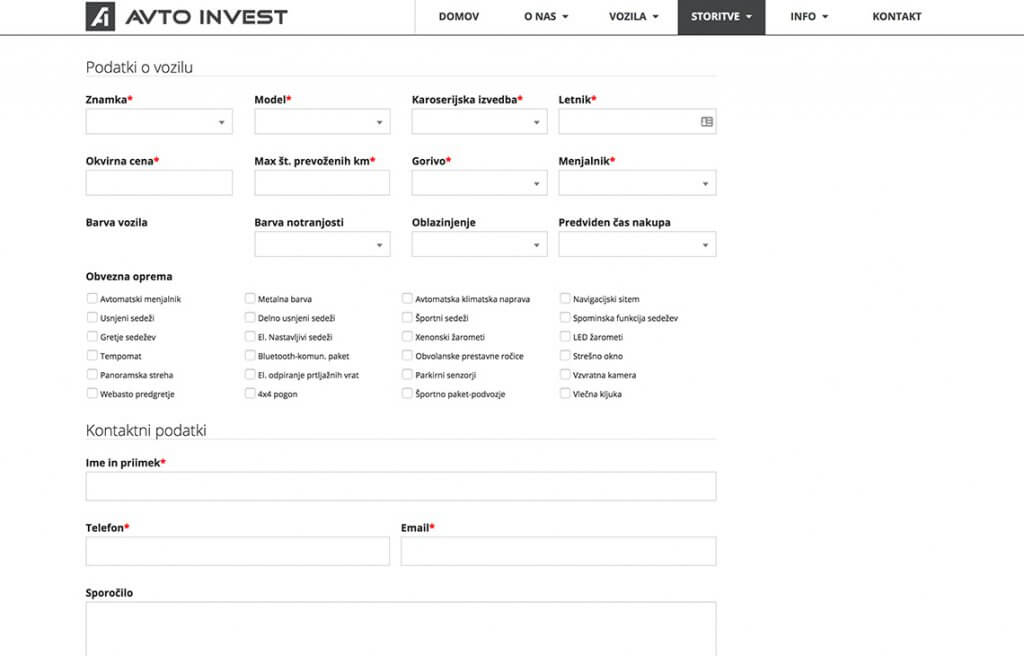 AVTO INVEST
DOMOV O NAS VOZILA STORITVE INFO KONTAKT
Podatki o vozilu
Znamka* Model* Karoserijska izvedba* Letnik*
Okvirna cena* Max št. prevoženih km* Gorivo* Menjalnik*
Barva vozila Barva notranjosti Oblazinjenje Predviden čas nakupa
Obvezna oprema
Avtomatski menjalnik Metalna barva Avtomatska klimatska naprava Navigacijski sitem
Usnjeni sedeži Delno usnjeni sedeži Športni sedeži Spominska funkcija sedežev
Gretje sedežev El. Nastavljivi sedeži Xenonski žarometi LED žarometi
Tempomat Bluetooth-komun. paket Obvolanske prestavne ročice Strešno okno
Panoramska streha El. odpiranje prtljažnih vrat Parkirni senzorji Vzvratna kamera
Webasto predgretje 4x4 pogon Športno paket-podvozje Vlečna kljuka
Kontaktni podatki
Ime in priimek*
Telefon* Email*
Sporočilo